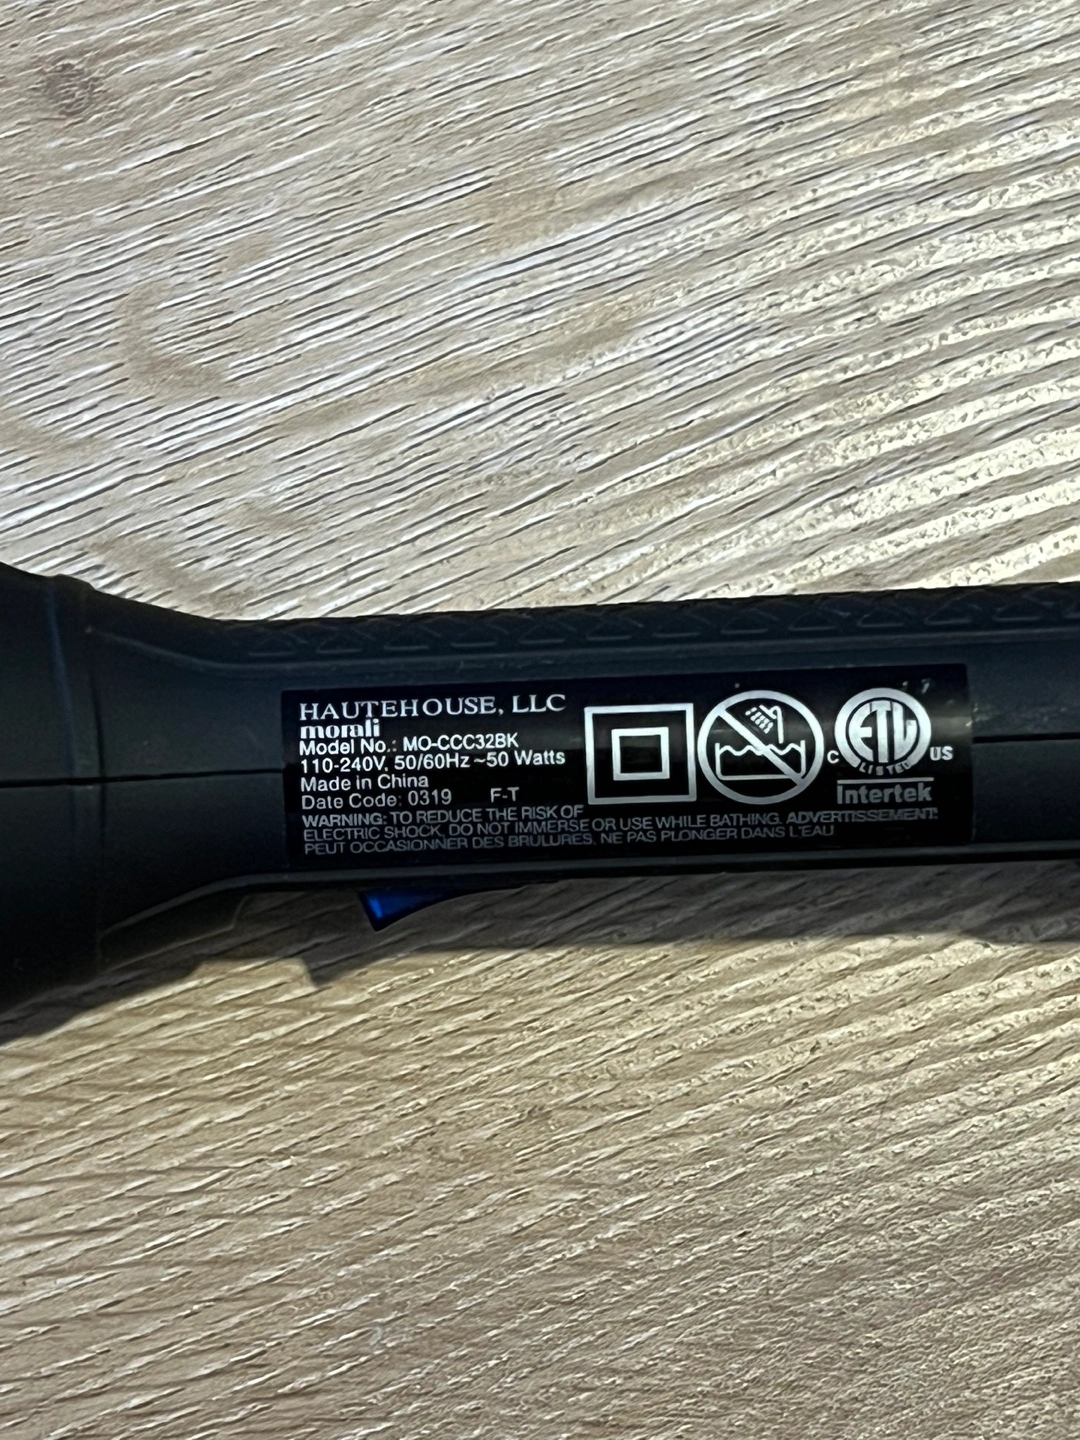 HAUTEHOUSE, LLC
morali
Model No.: MO-CCC32BK
110-240V, 50/60Hz ~50 Watts
Made in China
Date Code: 0319 F-T
WARNING: TO REDUCE THE RISK OF
ELECTRIC SHOCK, DO NOT IMMERSE OR USE WHILE BATHING. ADVERTISSEMENT:
PEUT OCCASIONNER DES BRULURES, NE PAS PLONGER DANS L'EAU
ETL
LISTED
C US
Intertek